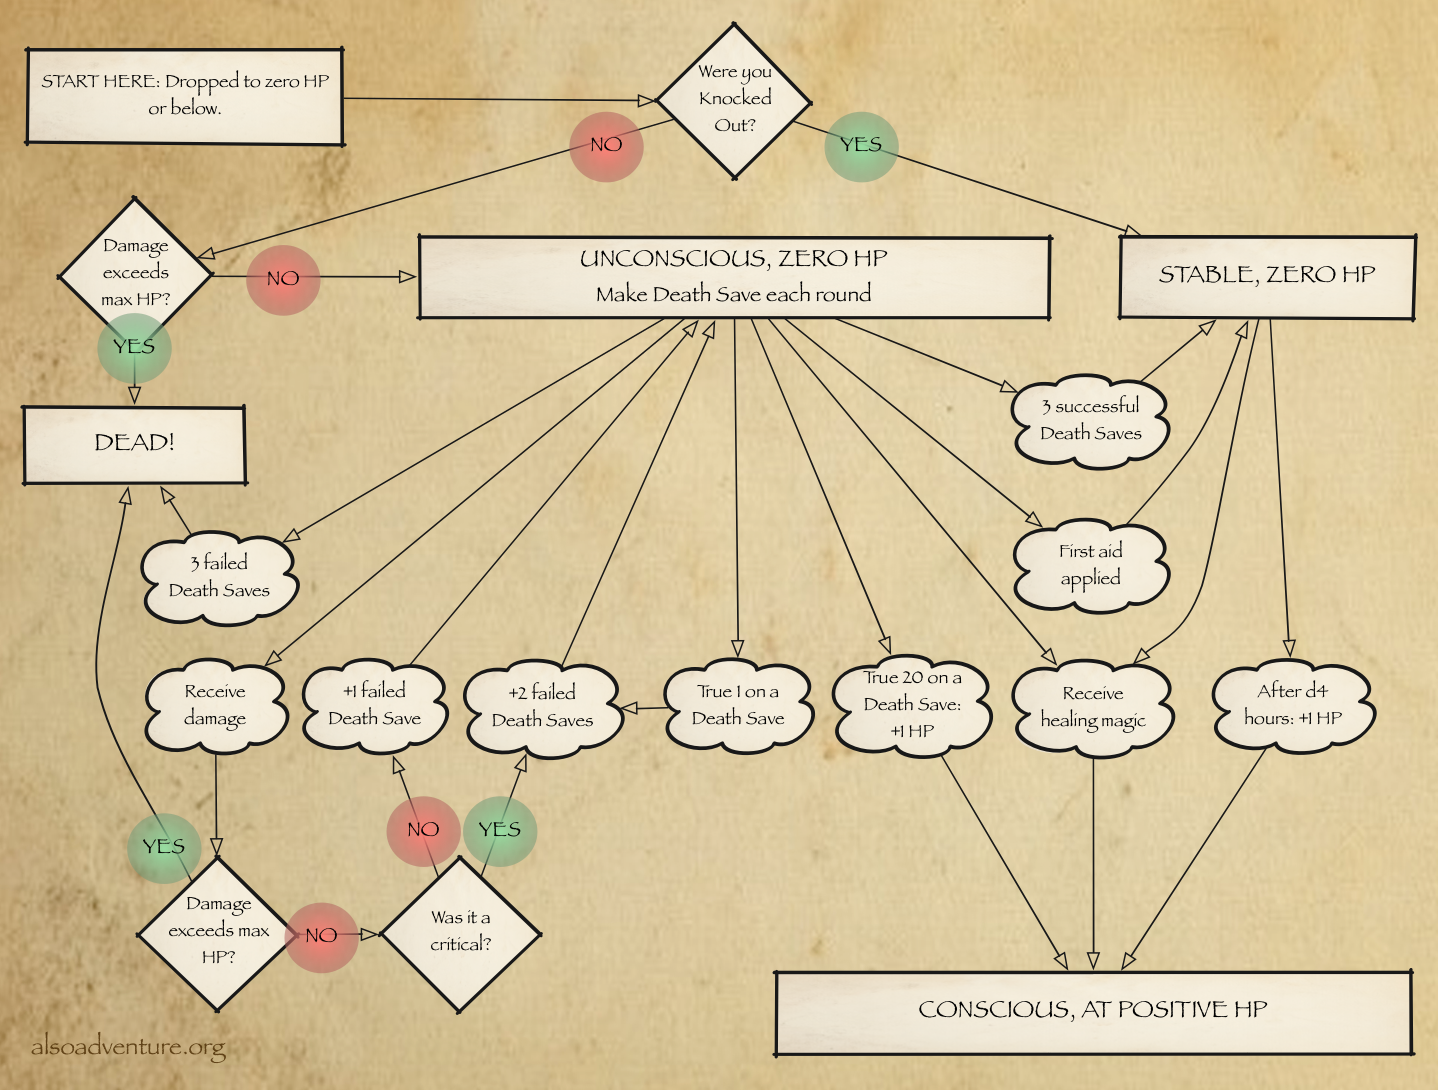 START HERE: Dropped to zero HP
or below.
Were you
Knocked
Out?
NO
YES
Damage
exceeds
max HP?
NO
YES
UNCONSCIOUS, ZERO HP
Make Death Save each round
STABLE, ZERO HP
DEAD!
3 successful
Death Saves
3 failed
Death Saves
First aid
applied
Receive
damage
+1 failed
Death Save
+2 failed
Death Saves
True 1 on a
Death Save
True 20 on a
Death Save:
+1 HP
Receive
healing magic
After d4
hours: +1 HP
YES
NO
YES
Damage
exceeds max
HP?
NO
Was it a
critical?
CONSCIOUS, AT POSITIVE HP
alsoadventure.org